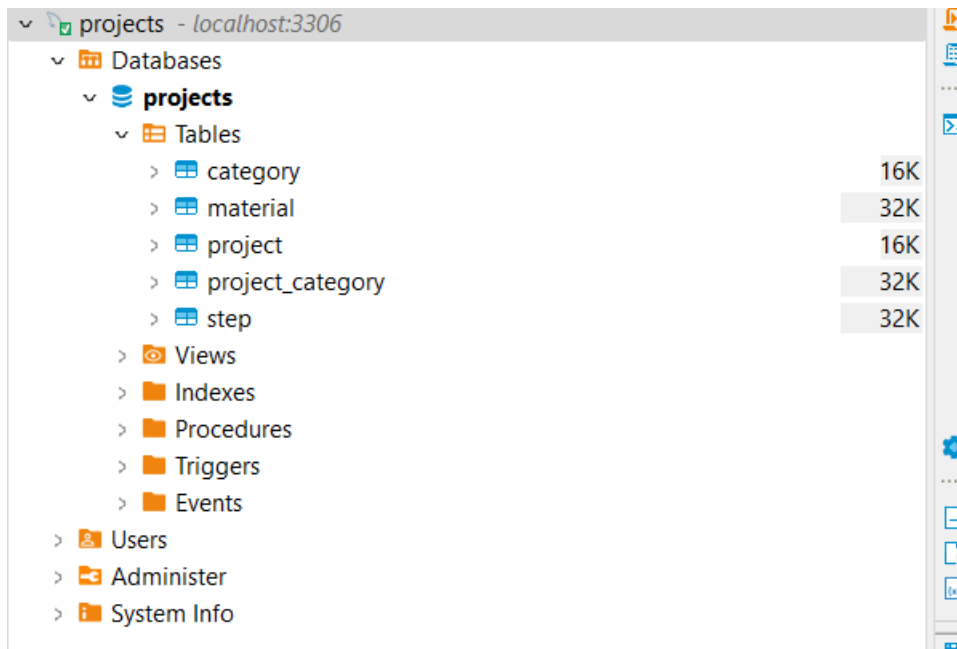 projects - localhost:3306
Databases
projects
Tables
category 16K
material 32K
project 16K
project_category 32K
step 32K
Views
Indexes
Procedures
Triggers
Events
Users
Administer
System Info